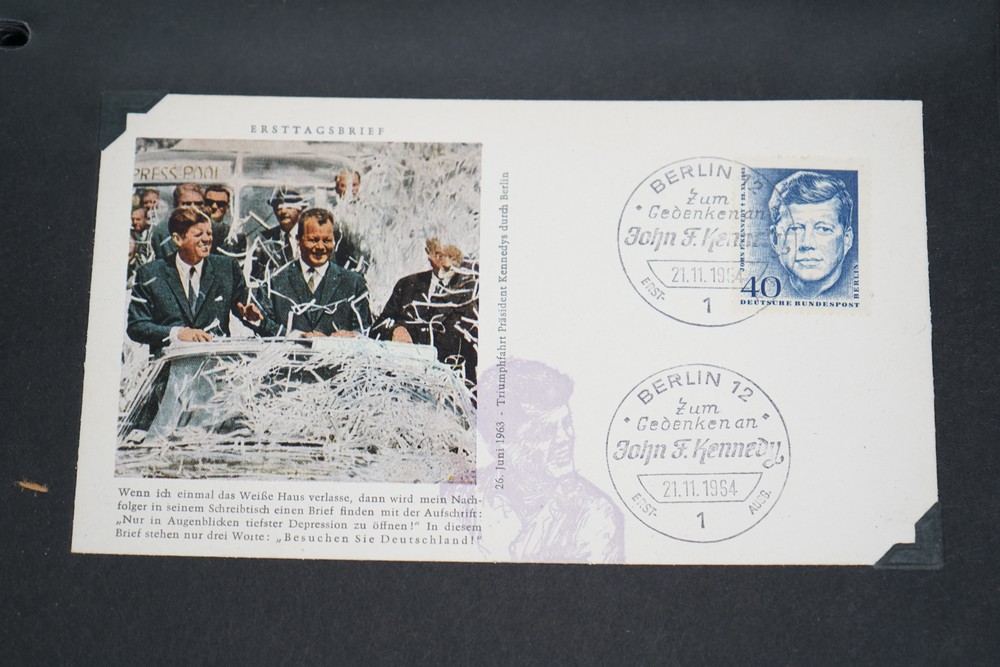 ERSTTAGSBRIEF
PRESS POOL
26. Juni 1963 - Triumphfahrt Präsident Kennedys durch Berlin
Wenn ich einmal das Weiße Haus verlasse, dann wird mein Nach-
folger in seinem Schreibtisch einen Brief finden mit der Aufschrift:
„Nur in Augenblicken tiefster Depression zu öffnen!" In diesem
Brief stehen nur drei Worte: „Besuchen Sie Deutschland!"
BERLIN 12
Zum
Gedenken an
John F. Kennedy
21.11.1964
ERST-
1
JOHN F. KENNEDY
40
DEUTSCHE BUNDESPOST
BERLIN
BERLIN 12
Zum
Gedenken an
John F. Kennedy
21.11.1964
ERST- AUSG.
1